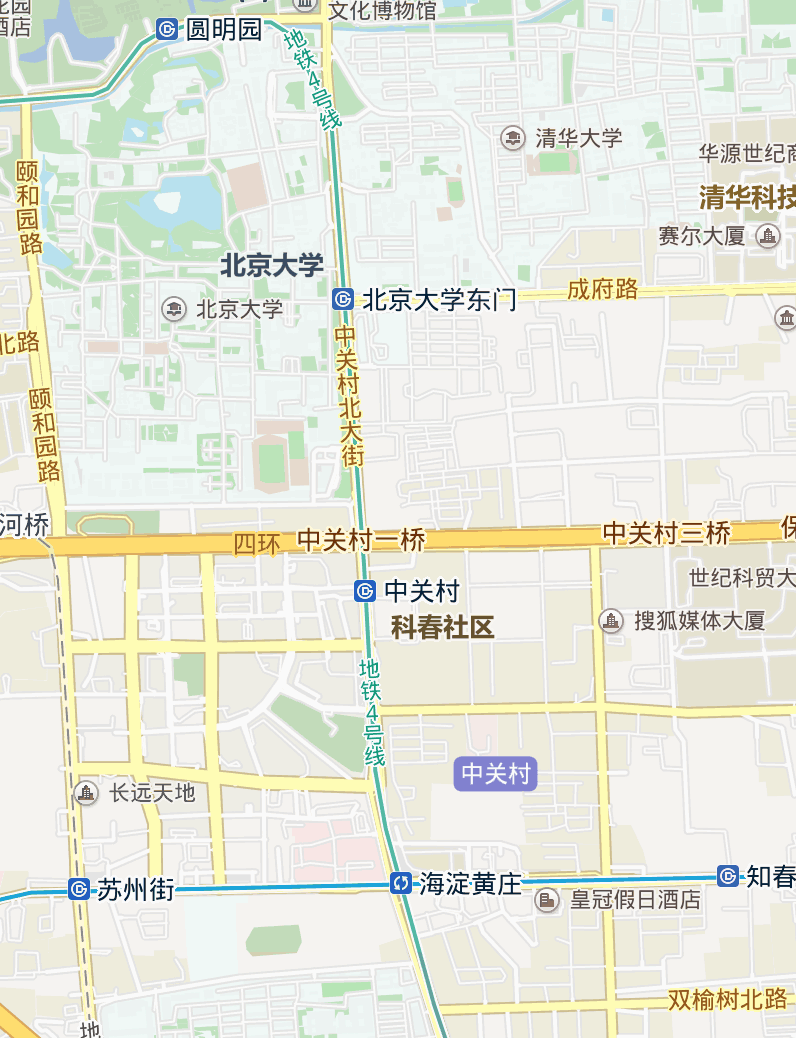 花园
酒店
文化博物馆
圆明园
地铁4号线
清华大学
华源世纪商
清华科技
颐和园路
赛尔大厦
北京大学
成府路
北京大学东门
北京大学
中关村北大街
北路
颐和园路
河桥
四环
中关村一桥
中关村三桥
保
世纪科贸大
中关村
搜狐媒体大厦
科春社区
地铁4号线
中关村
长远天地
苏州街
海淀黄庄
知春
皇冠假日酒店
双榆树北路
地